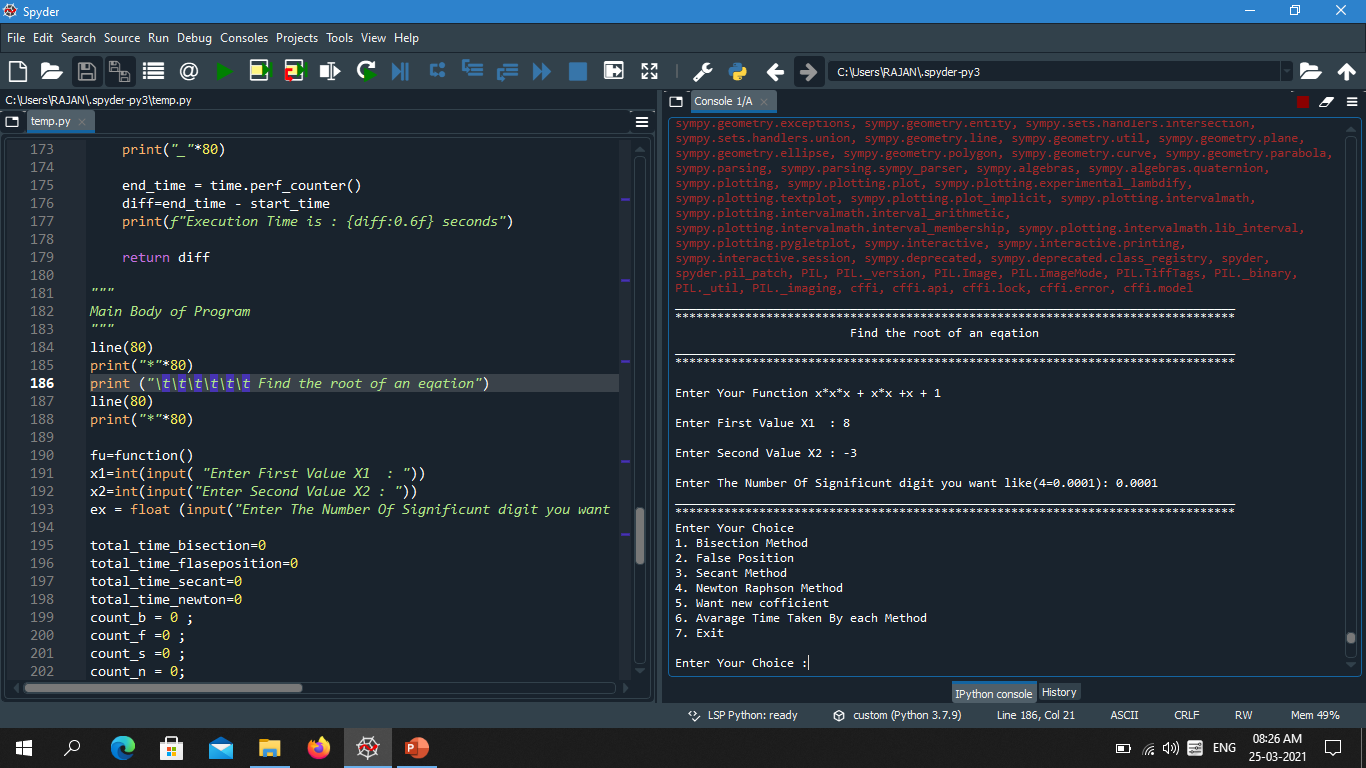 Spyder
File Edit Search Source Run Debug Consoles Projects Tools View Help
C:\Users\RAJAN\.spyder-py3
C:\Users\RAJAN\.spyder-py3\temp.py
temp.py
173 print("_"*80)
174
175 end_time = time.perf_counter()
176 diff=end_time - start_time
177 print(f"Execution Time is : {diff:0.6f} seconds")
178
179 return diff
180
181 """
182 Main Body of Program
183 """
184 line(80)
185 print("*"*80)
186 print ("\t\t\t\t\t\t Find the root of an eqation")
187 line(80)
188 print("*"*80)
189
190 fu=function()
191 x1=int(input( "Enter First Value X1  : "))
192 x2=int(input("Enter Second Value X2 : "))
193 ex = float (input("Enter The Number Of Significunt digit you want
194
195 total_time_bisection=0
196 total_time_flaseposition=0
197 total_time_secant=0
198 total_time_newton=0
199 count_b = 0 ;
200 count_f =0 ;
201 count_s =0 ;
202 count_n = 0;
Console 1/A
sympy.geometry.exceptions, sympy.geometry.entity, sympy.sets.handlers.intersection,
sympy.sets.handlers.union, sympy.geometry.line, sympy.geometry.util, sympy.geometry.plane,
sympy.geometry.ellipse, sympy.geometry.polygon, sympy.geometry.curve, sympy.geometry.parabola,
sympy.parsing, sympy.parsing.sympy_parser, sympy.algebras, sympy.algebras.quaternion,
sympy.plotting, sympy.plotting.plot, sympy.plotting.experimental_lambdify,
sympy.plotting.textplot, sympy.plotting.plot_implicit, sympy.plotting.intervalmath,
sympy.plotting.intervalmath.interval_arithmetic,
sympy.plotting.intervalmath.interval_membership, sympy.plotting.intervalmath.lib_interval,
sympy.plotting.pygletplot, sympy.interactive, sympy.interactive.printing,
sympy.interactive.session, sympy.deprecated, sympy.deprecated.class_registry, spyder,
spyder.pil_patch, PIL, PIL._version, PIL.Image, PIL.ImageMode, PIL.TiffTags, PIL._binary,
PIL._util, PIL._imaging, cffi, cffi.api, cffi.lock, cffi.error, cffi.model
________________________________________________________________________________
********************************************************************************
Find the root of an eqation
________________________________________________________________________________
********************************************************************************
Enter Your Function x*x*x + x*x +x + 1
Enter First Value X1  : 8
Enter Second Value X2 : -3
Enter The Number Of Significunt digit you want like(4=0.0001): 0.0001
________________________________________________________________________________
********************************************************************************
Enter Your Choice
1. Bisection Method
2. False Position
3. Secant Method
4. Newton Raphson Method
5. Want new cofficient
6. Avarage Time Taken By each Method
7. Exit
Enter Your Choice :
IPython console History
LSP Python: ready custom (Python 3.7.9) Line 186, Col 21 ASCII CRLF RW Mem 49%
ENG
08:26 AM
25-03-2021